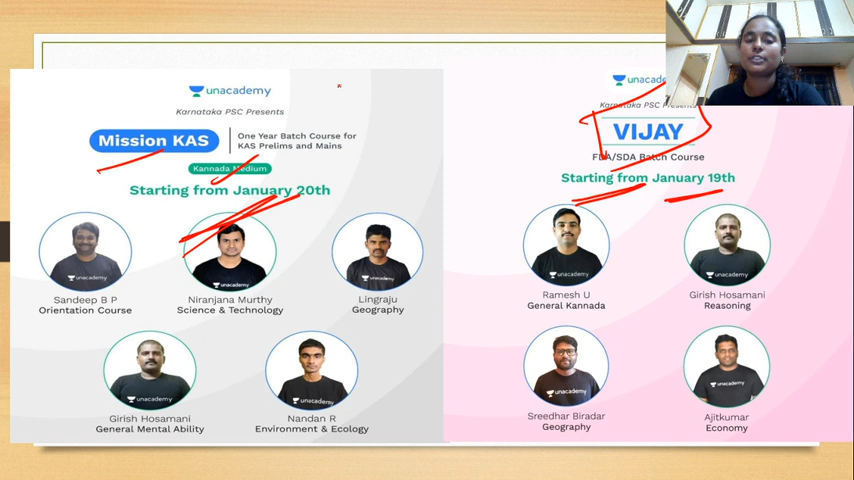 unacademy
Karnataka PSC Presents
Mission KAS
One Year Batch Course for
KAS Prelims and Mains
Kannada Medium
Starting from January 20th
unacademy
Sandeep B P
Orientation Course
unacademy
Niranjana Murthy
Science & Technology
unacademy
Lingraju
Geography
unacademy
Girish Hosamani
General Mental Ability
unacademy
Nandan R
Environment & Ecology
unacade
Karnataka PSC Presents
VIJAY
FDA/SDA Batch Course
Starting from January 19th
unacademy
Ramesh U
General Kannada
unacademy
Girish Hosamani
Reasoning
unacademy
Sreedhar Biradar
Geography
unacademy
Ajitkumar
Economy